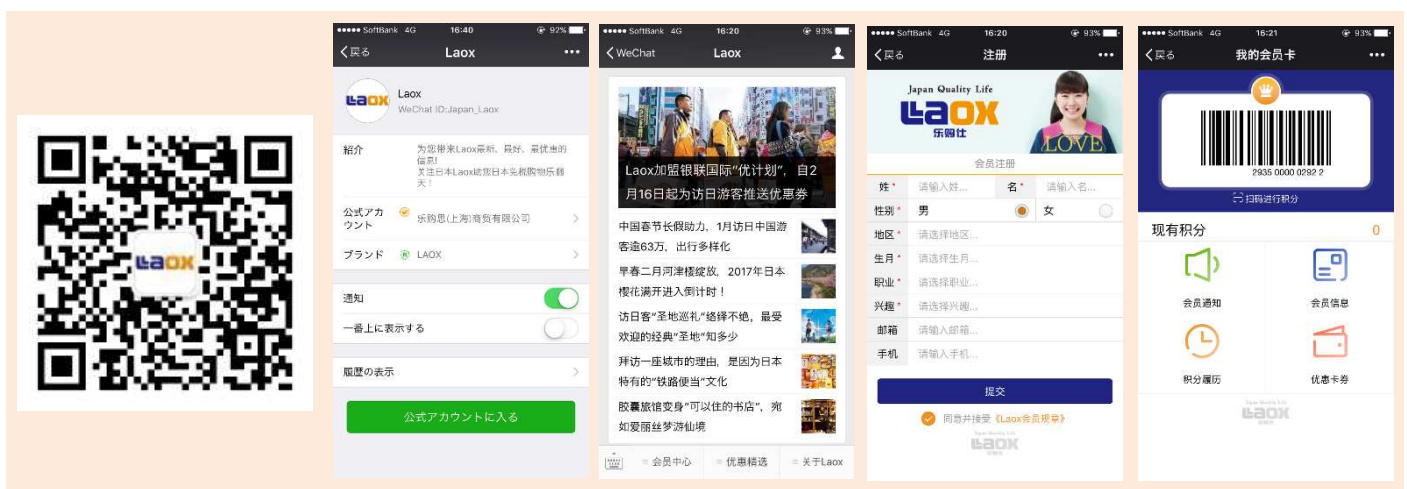 LAOX
●●●●● SoftBank 4G 16:40 92%
戻る Laox •••
LAOX
Laox
WeChat ID:Japan_Laox
紹介
为您带来Laox最新、最好、最优惠的
信息!
关注日本Laox助您日本免税购物乐翻
天!
公式アカ
ウント
乐购思(上海)商贸有限公司
ブランド LAOX
通知
一番上に表示する
履歴の表示
公式アカウントに入る
●●●●● SoftBank 4G 16:20 93%
WeChat Laox
Laox加盟银联国际“优计划”，自2
月16日起为访日游客推送优惠券
中国春节长假助力，1月访日中国游
客逾63万，出行多样化
早春二月河津樱绽放，2017年日本
樱花满开进入倒计时！
访日客“圣地巡礼”络绎不绝，最受
欢迎的经典“圣地”知多少
拜访一座城市的理由，是因为日本
特有的“铁路便当”文化
胶囊旅馆变身“可以住的书店”，宛
如爱丽丝梦游仙境
会员中心 优惠精选 关于Laox
●●●●● SoftBank 4G 16:20 93%
戻る 注册 •••
Japan Quality Life
LAOX
乐购仕
LOVE
会员注册
姓* 请输入姓... 名* 请输入名...
性别* 男 女
地区* 请选择地区...
生月* 请选择生月...
职业* 请选择职业...
兴趣* 请选择兴趣...
邮箱 请输入邮箱...
手机 请输入手机...
提交
同意并接受《Laox会员规章》
Japan Quality Life
LAOX
●●●●● SoftBank 4G 16:21 93%
戻る 我的会员卡 •••
2935 0000 0292 2
扫码进行积分
现有积分 0
会员通知 会员信息
积分履历 优惠卡券
Japan Quality Life
LAOX